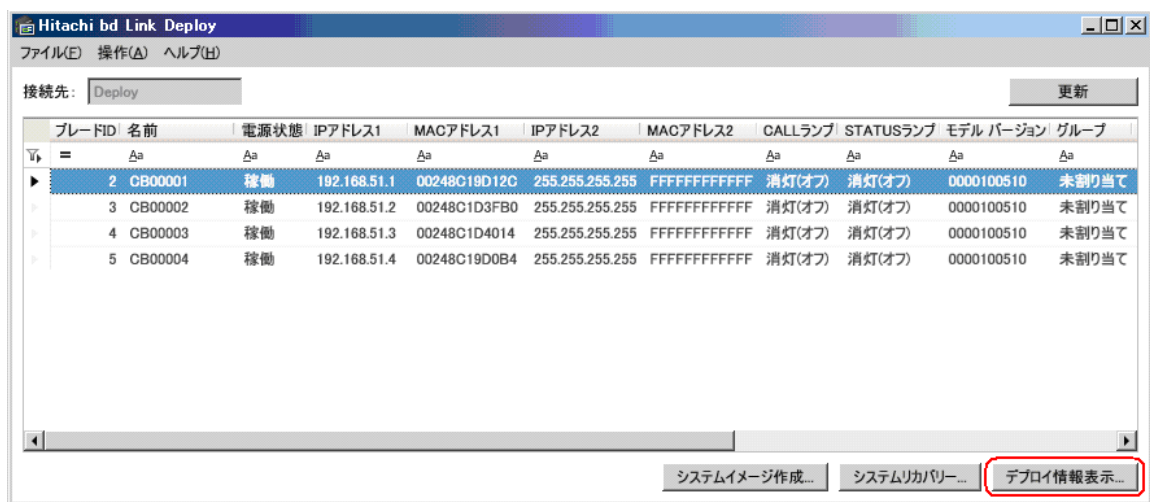 Hitachi bd Link Deploy
ファイル(F) 操作(A) ヘルプ(H)
接続先: Deploy 更新
ブレードID 名前 電源状態 IPアドレス1 MACアドレス1 IPアドレス2 MACアドレス2 CALLランプ STATUSランプ モデル バージョン グループ
= Aa Aa Aa Aa Aa Aa Aa Aa Aa Aa
2 CB00001 稼働 192.168.51.1 00248C19D12C 255.255.255.255 FFFFFFFFFFFF 消灯(オフ) 消灯(オフ) 0000100510 未割り当て
3 CB00002 稼働 192.168.51.2 00248C1D3FB0 255.255.255.255 FFFFFFFFFFFF 消灯(オフ) 消灯(オフ) 0000100510 未割り当て
4 CB00003 稼働 192.168.51.3 00248C1D4014 255.255.255.255 FFFFFFFFFFFF 消灯(オフ) 消灯(オフ) 0000100510 未割り当て
5 CB00004 稼働 192.168.51.4 00248C19D0B4 255.255.255.255 FFFFFFFFFFFF 消灯(オフ) 消灯(オフ) 0000100510 未割り当て
システムイメージ作成... システムリカバリー... デプロイ情報表示...